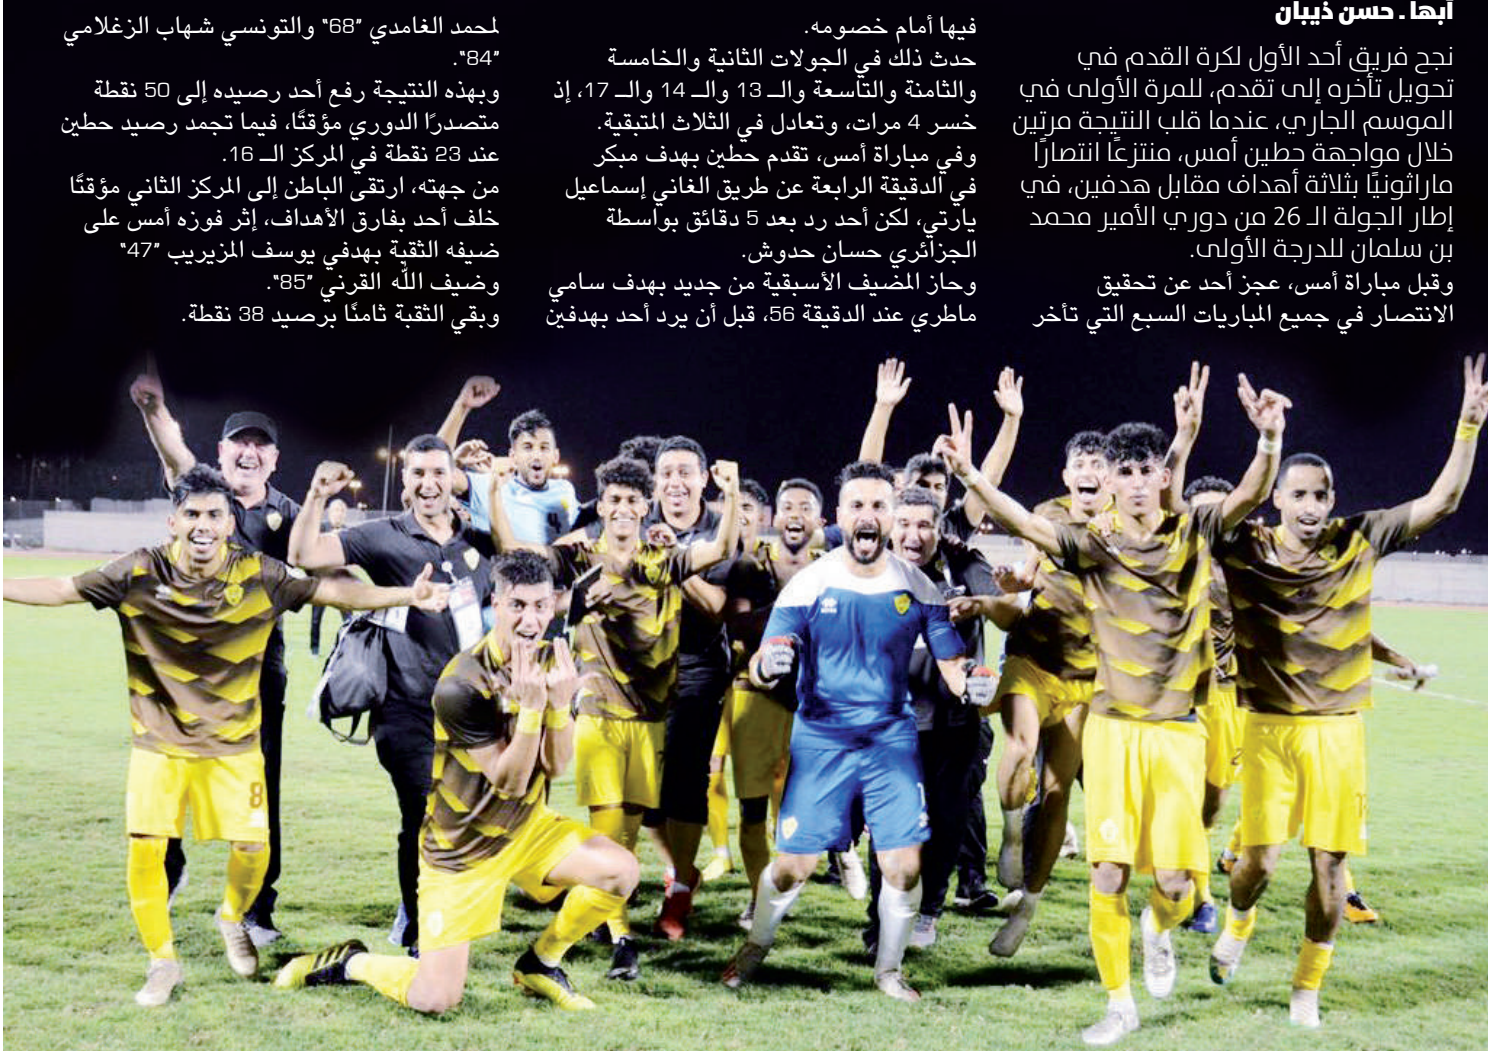 أبها ـ حسن ذيبان
نجح فريق أحد الأول لكرة القدم في
تحويل تأخره إلى تقدم، للمرة الأولى في
الموسم الجاري، عندما قلب النتيجة مرتين
خلال مواجهة حطين أمس، منتزعًا انتصارًا
ماراثونيًا بثلاثة أهداف مقابل هدفين، في
إطار الجولة الـ 26 من دوري الأمير محمد
بن سلمان للدرجة الأولى.
وقبل مباراة أمس، عجز أحد عن تحقيق
الانتصار في جميع المباريات السبع التي تأخر
فيها أمام خصومه.
حدث ذلك في الجولات الثانية والخامسة
والثامنة والتاسعة والــ 13 والــ 14 والــ 17، إذ
خسر 4 مرات، وتعادل في الثلاث المتبقية.
وفي مباراة أمس، تقدم حطين بهدف مبكر
في الدقيقة الرابعة عن طريق الغاني إسماعيل
يارتي، لكن أحد رد بعد 5 دقائق بواسطة
الجزائري حسان حدوش.
وحاز المضيف الأسبقية من جديد بهدف سامي
ماطري عند الدقيقة 56، قبل أن يرد أحد بهدفين
لمحمد الغامدي "68" والتونسي شهاب الزغلامي
"84".
وبهذه النتيجة رفع أحد رصيده إلى 50 نقطة
متصدرًا الدوري مؤقتًا، فيما تجمد رصيد حطين
عند 23 نقطة في المركز الــ 16.
من جهته، ارتقى الباطن إلى المركز الثاني مؤقتًا
خلف أحد بفارق الأهداف، إثر فوزه أمس على
ضيفه الثقبة بهدفي يوسف المزيريب "47"
وضيف الله القرني "85".
وبقي الثقبة ثامنًا برصيد 38 نقطة.
8